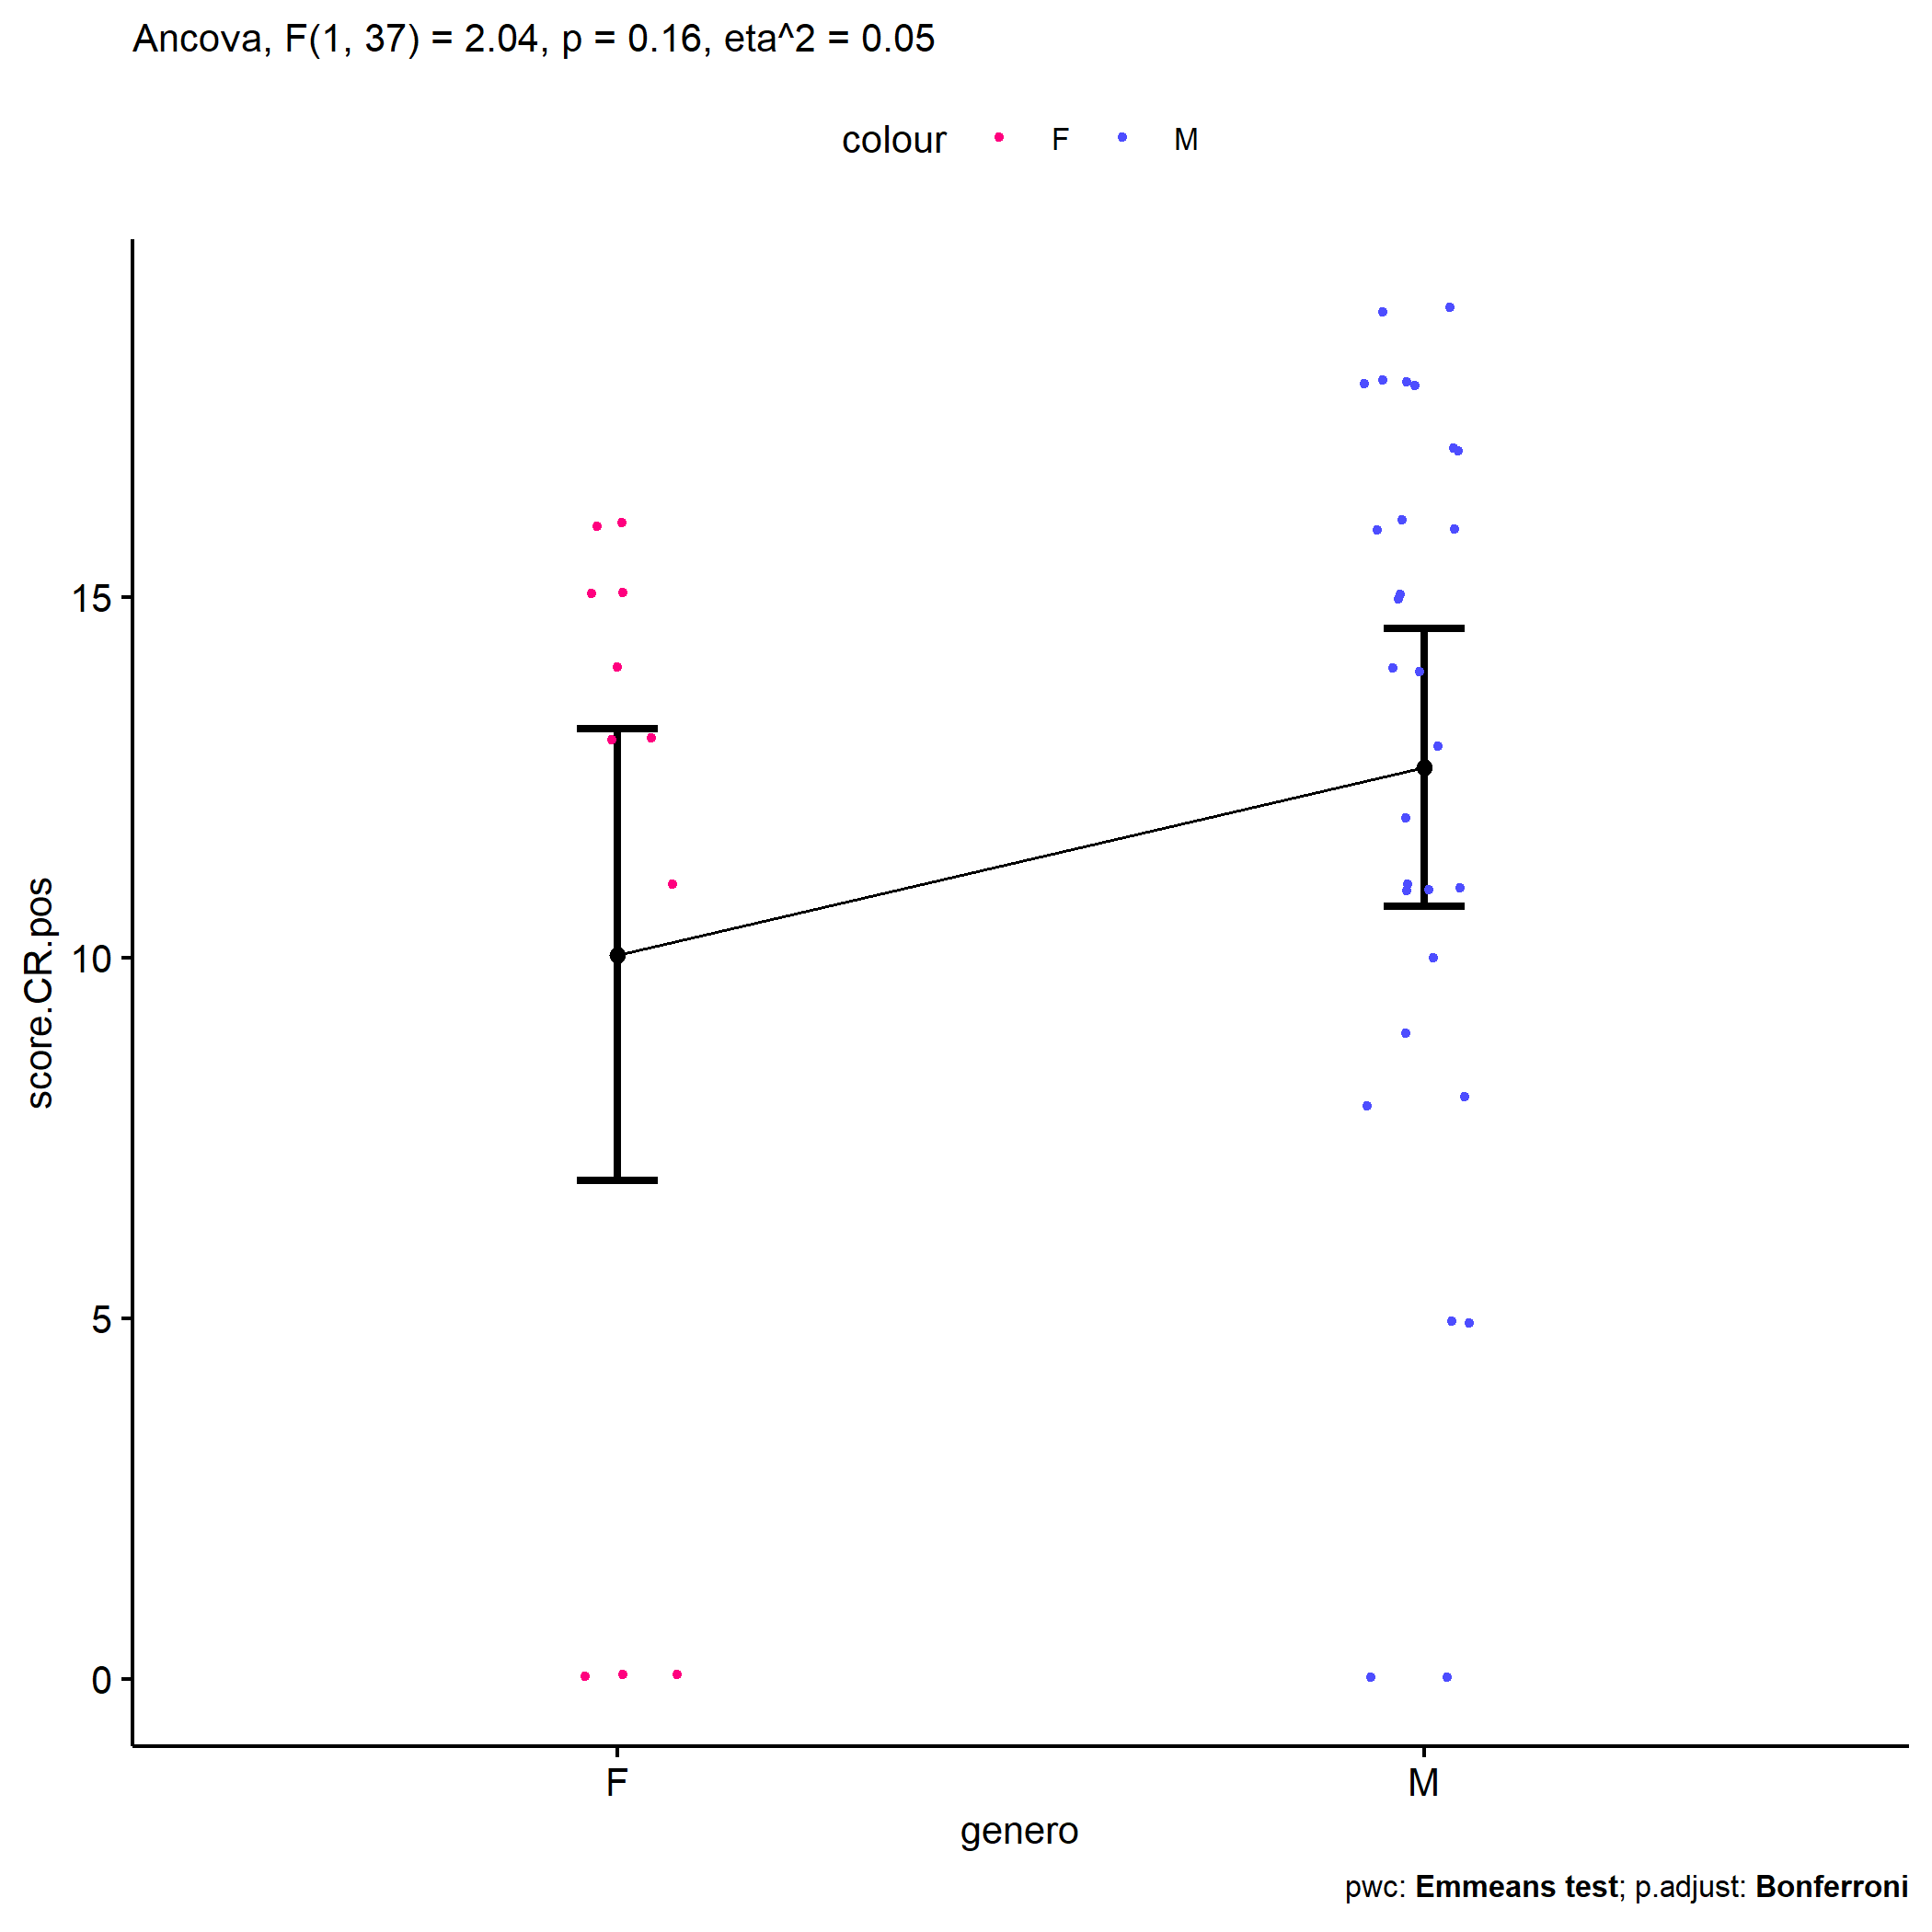 Ancova, F(1, 37) = 2.04, p = 0.16, eta^2 = 0.05
colour F M
score.CR.pos
15
10
5
0
F M
genero
pwc: Emmeans test; p.adjust: Bonferroni